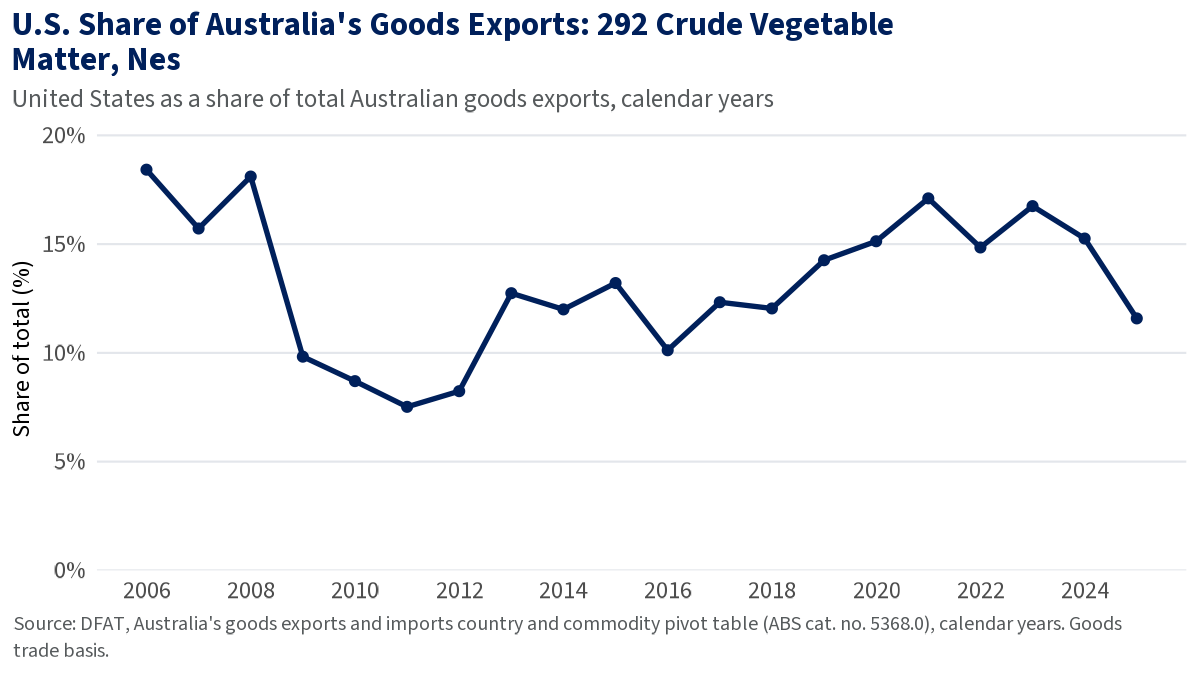 U.S. Share of Australia's Goods Exports: 292 Crude Vegetable
Matter, Nes
United States as a share of total Australian goods exports, calendar years
Share of total (%)
20%
15%
10%
5%
0%
2006 2008 2010 2012 2014 2016 2018 2020 2022 2024
Source: DFAT, Australia's goods exports and imports country and commodity pivot table (ABS cat. no. 5368.0), calendar years. Goods
trade basis.